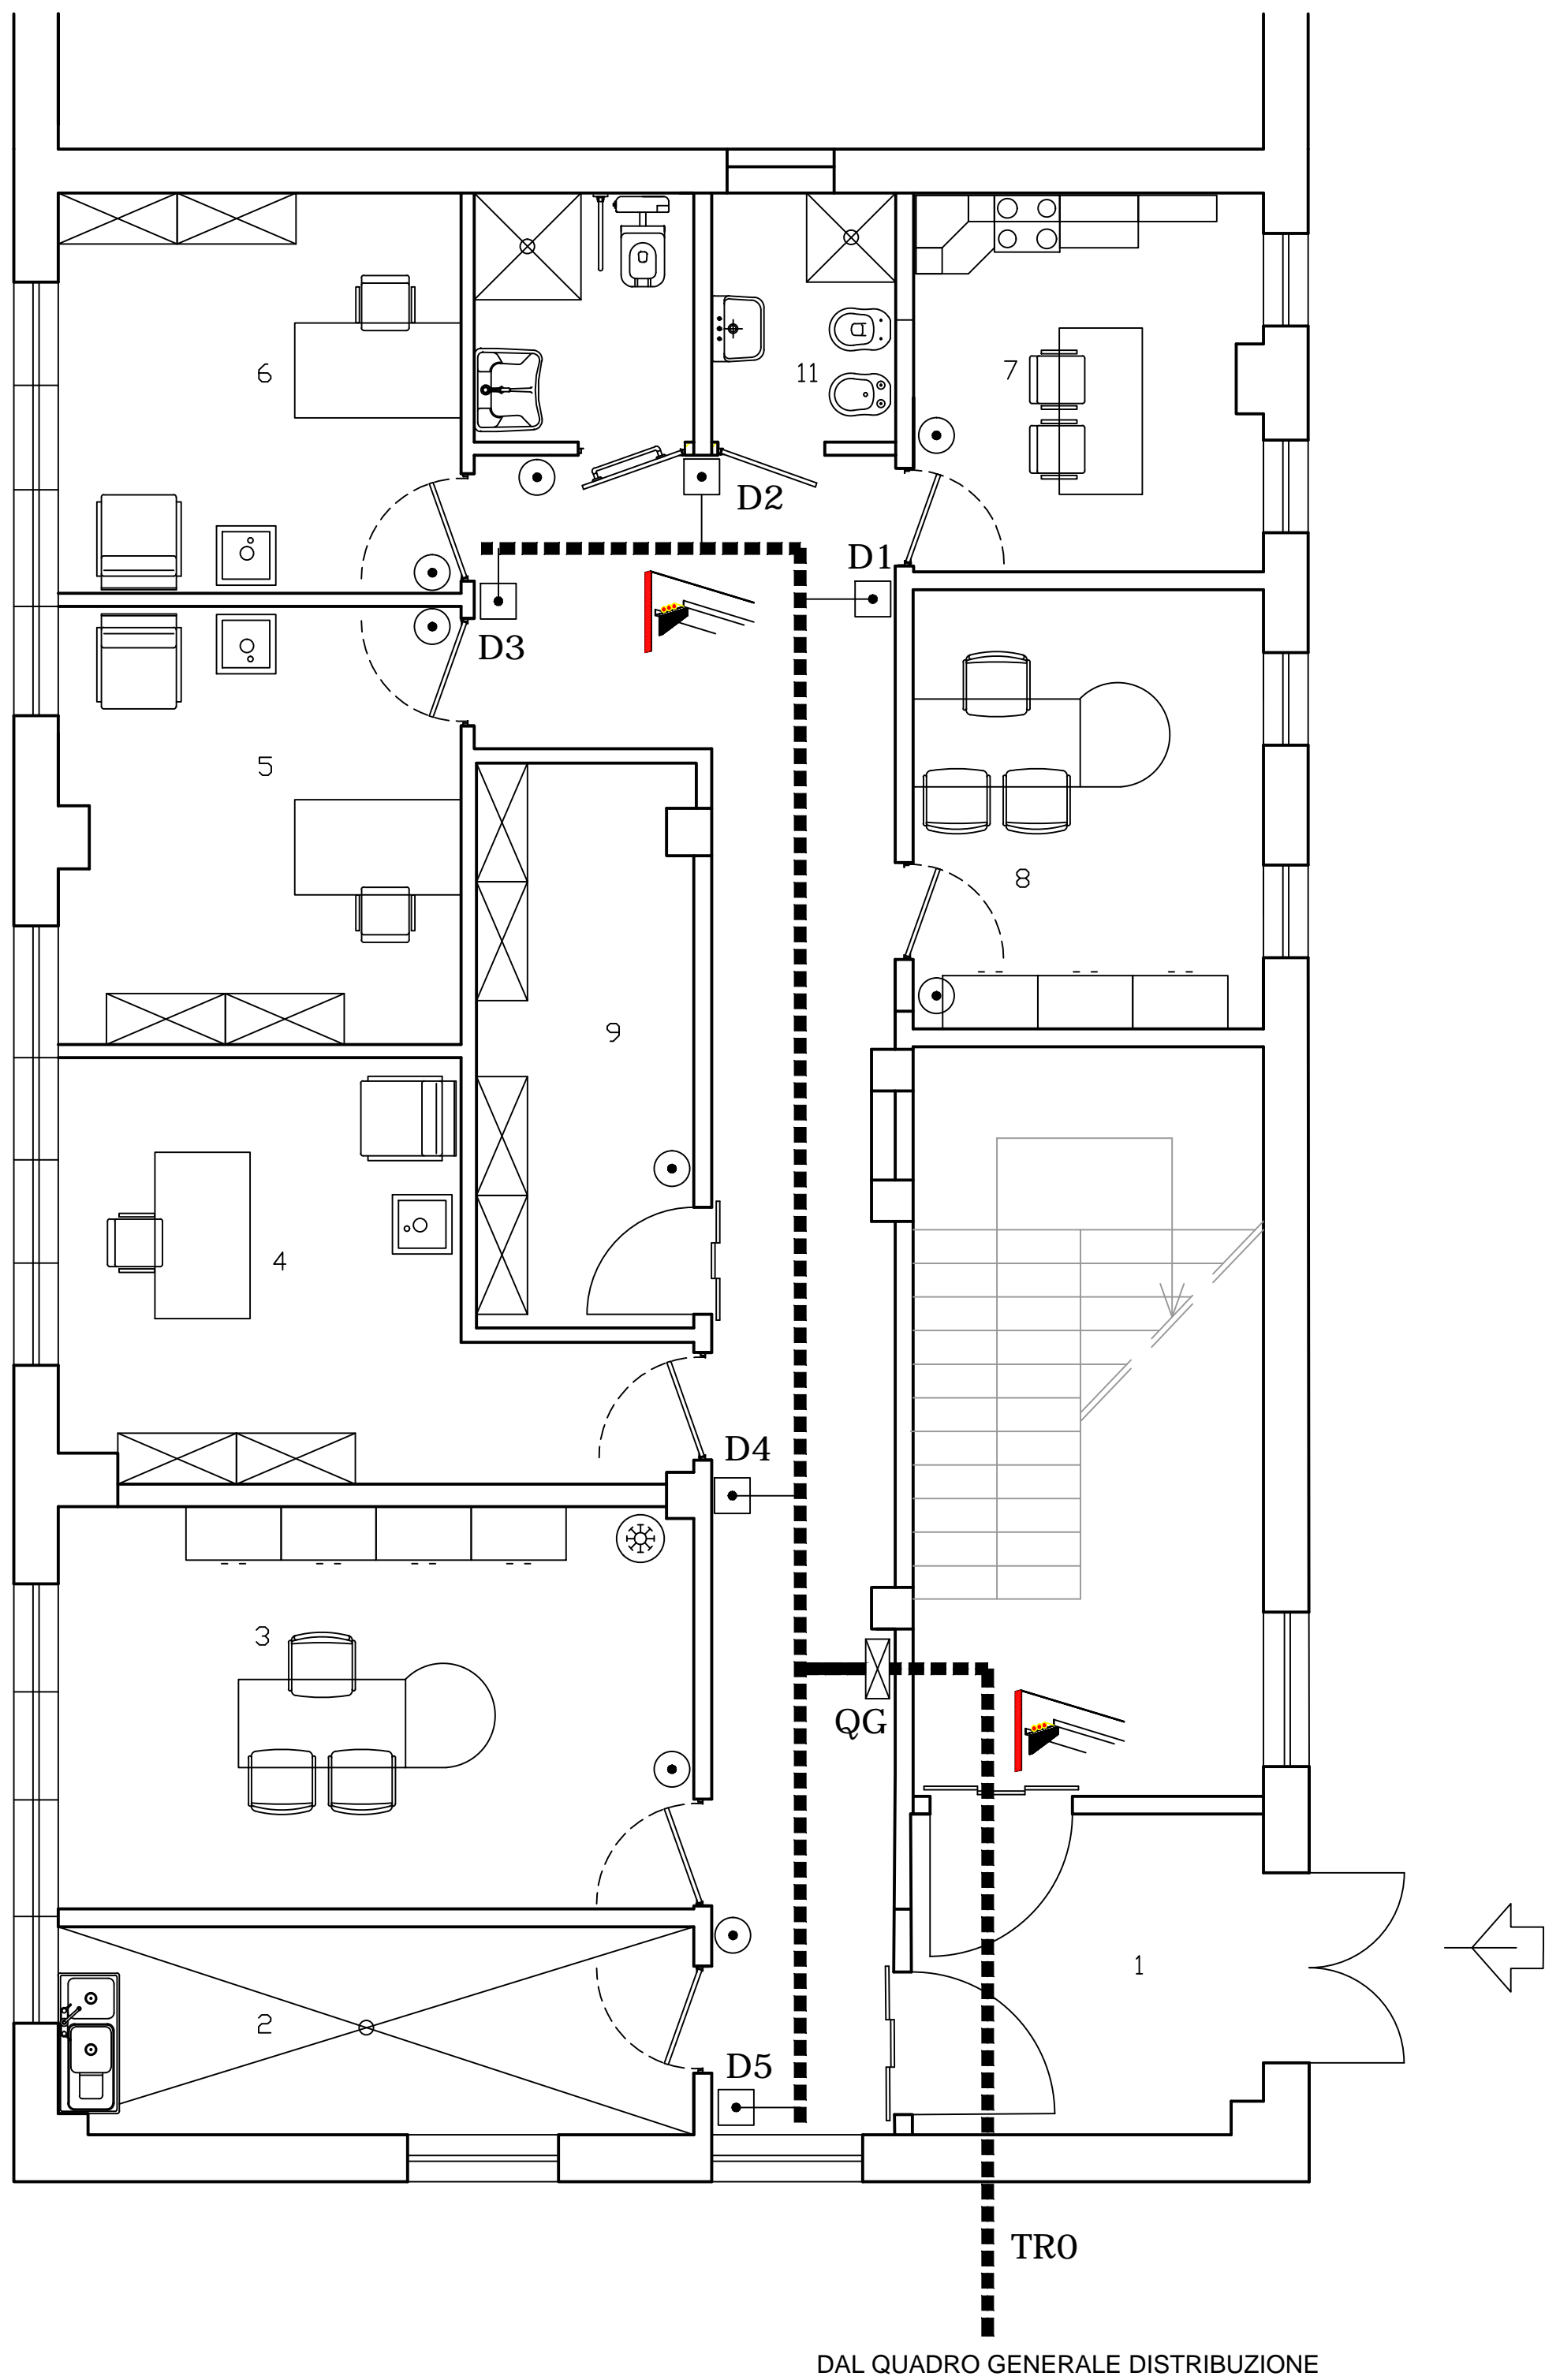 6
11
7
D2
D1
D3
5
8
9
4
D4
3
QG
1
2
D5
TR0
DAL QUADRO GENERALE DISTRIBUZIONE